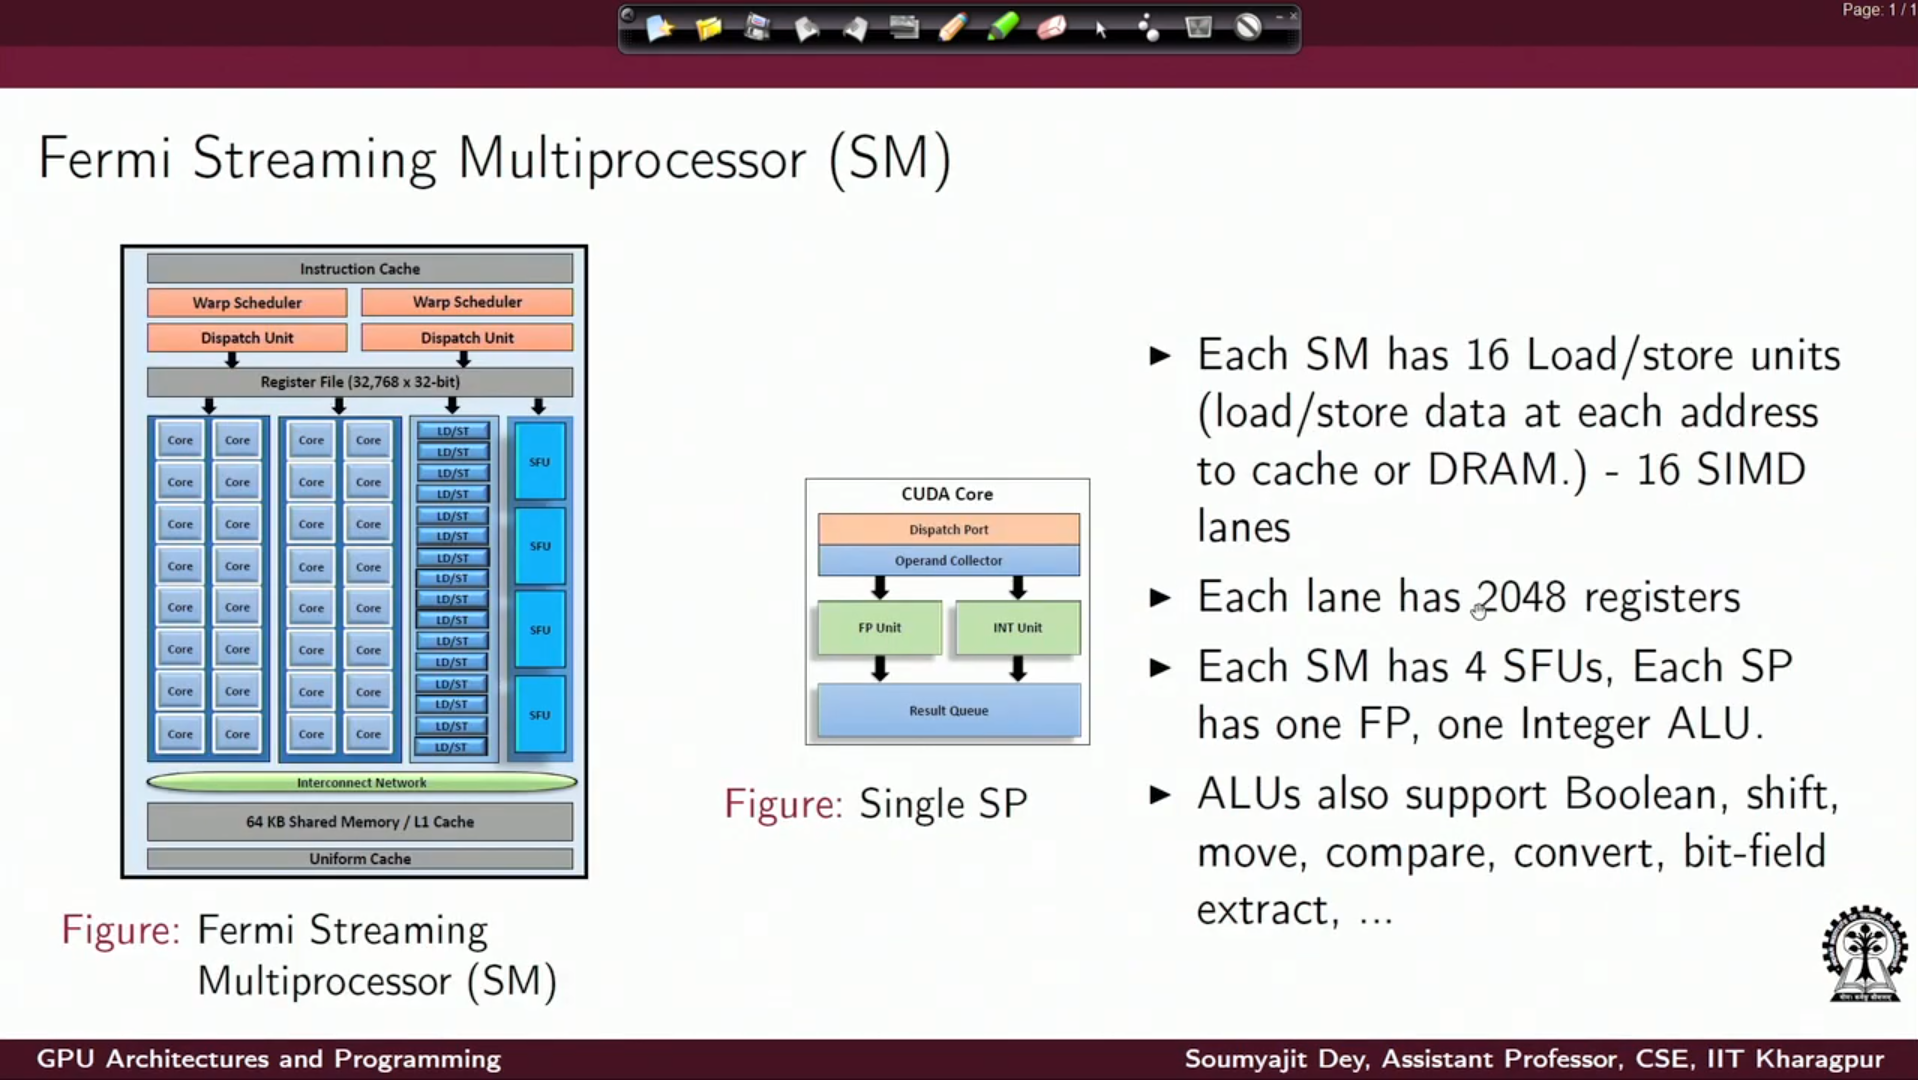 Page: 1 / 1
Fermi Streaming Multiprocessor (SM)
Instruction Cache
Warp Scheduler
Warp Scheduler
Dispatch Unit
Dispatch Unit
Register File (32,768 x 32-bit)
Core Core Core Core LD/ST
LD/ST
SFU
Core Core Core Core LD/ST
LD/ST
Core Core Core Core LD/ST
LD/ST
SFU
Core Core Core Core LD/ST
LD/ST
Core Core Core Core LD/ST
LD/ST
SFU
Core Core Core Core LD/ST
LD/ST
Core Core Core Core LD/ST
LD/ST
SFU
Core Core Core Core LD/ST
LD/ST
Interconnect Network
64 KB Shared Memory / L1 Cache
Uniform Cache
Figure: Fermi Streaming
Multiprocessor (SM)
CUDA Core
Dispatch Port
Operand Collector
FP Unit
INT Unit
Result Queue
Figure: Single SP
Each SM has 16 Load/store units
(load/store data at each address
to cache or DRAM.) - 16 SIMD
lanes
Each lane has 2048 registers
Each SM has 4 SFUs, Each SP
has one FP, one Integer ALU.
ALUs also support Boolean, shift,
move, compare, convert, bit-field
extract, ...
GPU Architectures and Programming
Soumyajit Dey, Assistant Professor, CSE, IIT Kharagpur